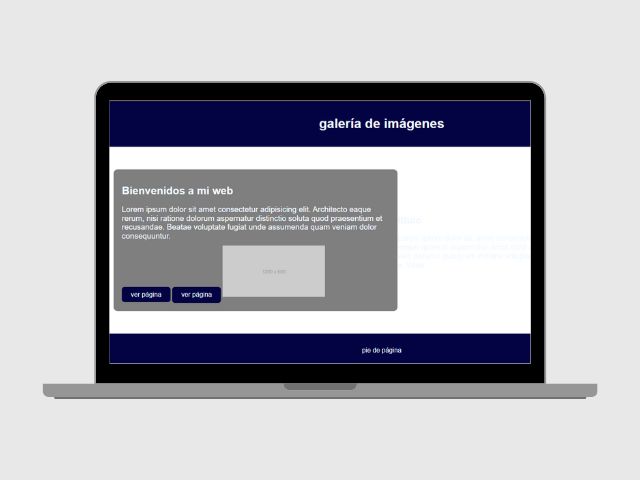 galería de imágenes
Bienvenidos a mi web
Lorem ipsum dolor sit amet consectetur adipisicing elit. Architecto eaque
rerum, nisi ratione dolorum aspernatur distinctio soluta quod praesentium et
recusandae. Beatae voluptate fugiat unde assumenda quam veniam dolor
consequuntur.
ver página
ver página
pie de página